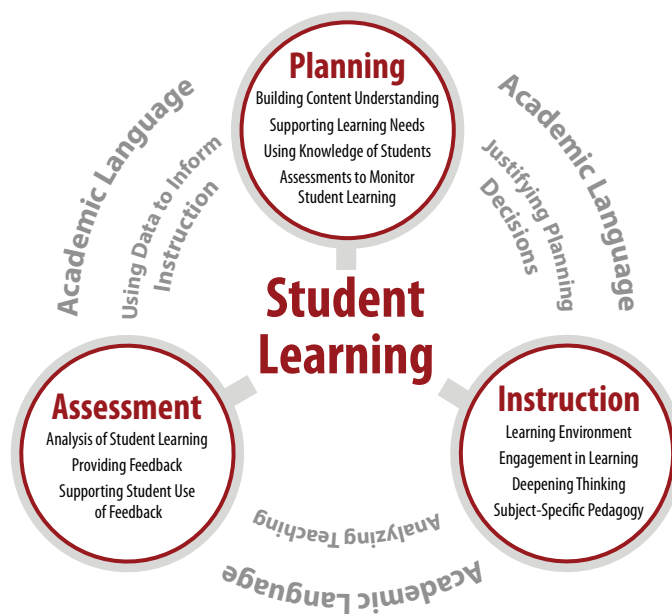 Planning
Building Content Understanding
Supporting Learning Needs
Using Knowledge of Students
Assessments to Monitor
Student Learning
Academic Language
Using Data to Inform
Instruction
Academic Language
Justifying Planning
Decisions
Student
Learning
Assessment
Analysis of Student Learning
Providing Feedback
Supporting Student Use
of Feedback
Instruction
Learning Environment
Engagement in Learning
Deepening Thinking
Subject-Specific Pedagogy
Analyzing Teaching
Academic Language